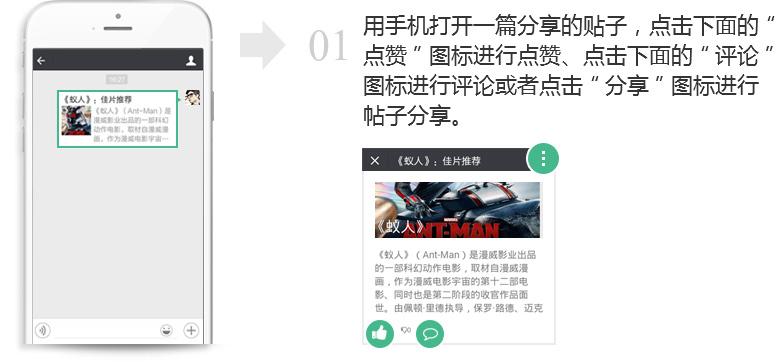 16:27
《蚁人》：佳片推荐
《蚁人》（Ant-Man）是
漫威影业出品的一部科幻
动作电影，取材自漫威漫
画，作为漫威电影宇宙…
01
用手机打开一篇分享的贴子，点击下面的“
点赞”图标进行点赞、点击下面的“评论”
图标进行评论或者点击“分享”图标进行
帖子分享。
《蚁人》：佳片推荐
MARVEL
ANT-MAN
《蚁人》
《蚁人》（Ant-Man）是漫威影业出品
的一部科幻动作电影，取材自漫威漫
画，作为漫威电影宇宙的第十二部电
影、同时也是第二阶段的收官作品面
世。由佩顿·里德执导，保罗·路德、迈克